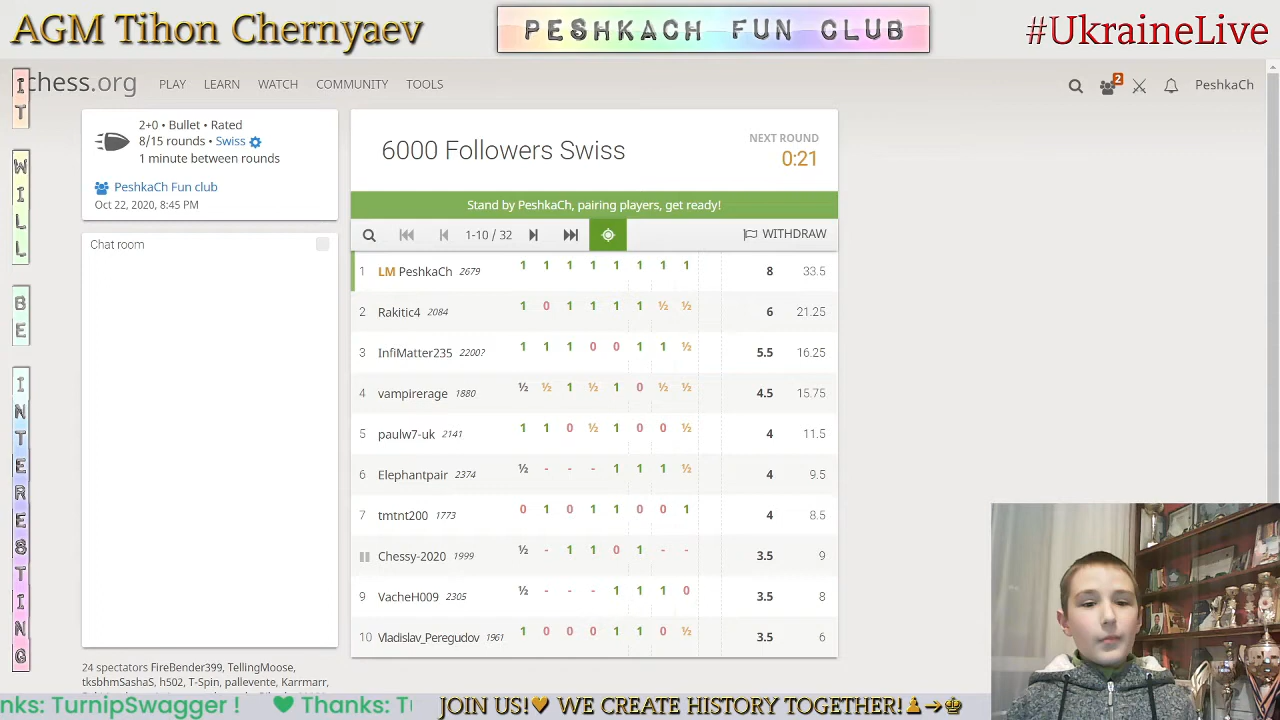 AGM Tihon Chernyaev
PESHKACH FUN CLUB
#UkraineLive
IT WILL BE INTERESTING
chess.org
PLAY
LEARN
WATCH
COMMUNITY
TOOLS
2
PeshkaCh
2+0 • Bullet • Rated
8/15 rounds • Swiss
1 minute between rounds
PeshkaCh Fun club
Oct 22, 2020, 8:45 PM
Chat room
6000 Followers Swiss
NEXT ROUND
0:21
Stand by PeshkaCh, pairing players, get ready!
1-10 / 32
WITHDRAW
1 LM PeshkaCh 2679 1 1 1 1 1 1 1 1 8 33.5
2 Rakitic4 2084 1 0 1 1 1 1 ½ ½ 6 21.25
3 InfiMatter235 2200? 1 1 1 0 0 1 1 ½ 5.5 16.25
4 vampirerage 1880 ½ ½ 1 ½ 1 0 ½ ½ 4.5 15.75
5 paulw7-uk 2141 1 1 0 ½ 1 0 0 ½ 4 11.5
6 Elephantpair 2374 ½ - - - 1 1 1 ½ 4 9.5
7 tmtnt200 1773 0 1 0 1 1 0 0 1 4 8.5
Chessy-2020 1999 ½ - 1 1 0 1 - - 3.5 9
9 VacheH009 2305 ½ - - - 1 1 1 0 3.5 8
10 Vladislav_Peregudov 1961 1 0 0 0 1 1 0 ½ 3.5 6
24 spectators FireBender399, TellingMoose,
tksbhmSashaS, h502, T-Spin, pallevente, Karrmarr,
nks: TurnipSwagger ! 💚 Thanks: Tu
JOIN US!🧡 WE CREATE HISTORY TOGETHER!♟→♚